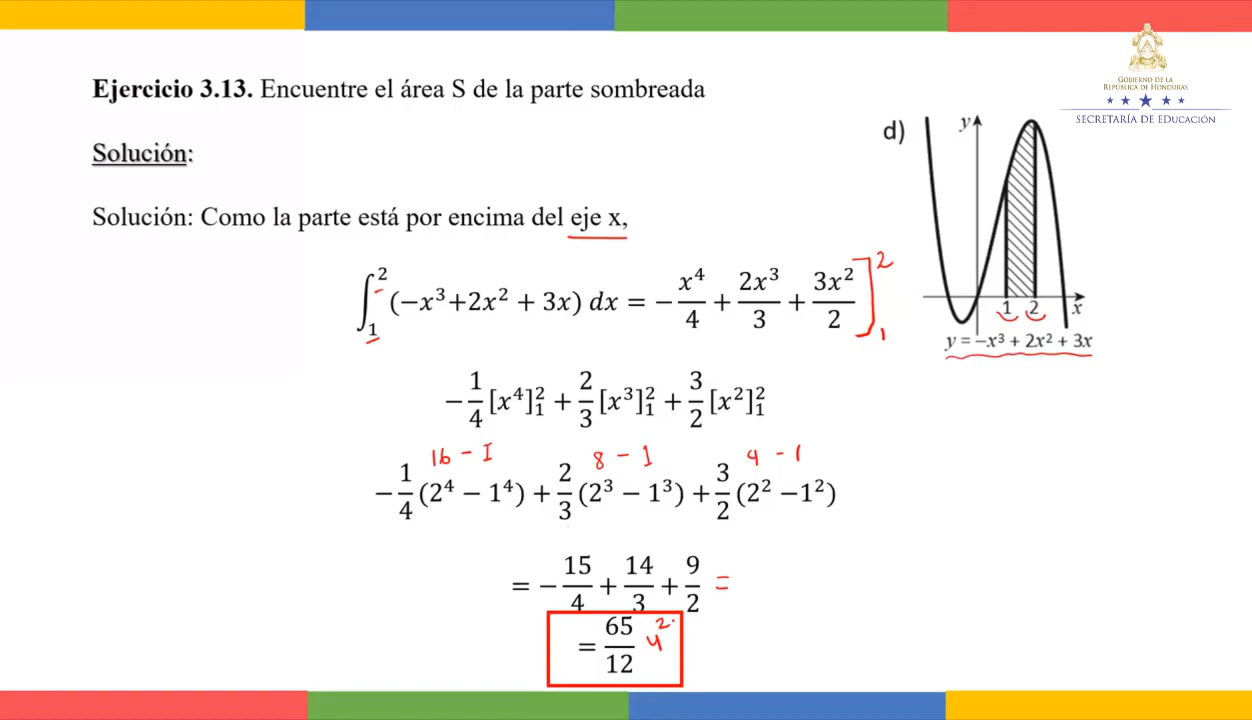 GOBIERNO DE LA
REPÚBLICA DE HONDURAS
SECRETARÍA DE EDUCACIÓN
Ejercicio 3.13. Encuentre el área S de la parte sombreada
Solución:
Solución: Como la parte está por encima del eje x,
d)
y
1 2 x
y = −x³ + 2x² + 3x
∫₁² (−x³+2x² + 3x) dx = −x⁴/4 + 2x³/3 + 3x²/2 ]₁²
−1/4 [x⁴]₁² + 2/3 [x³]₁² + 3/2 [x²]₁²
16 − 1 8 − 1 4 − 1
−1/4 (2⁴ − 1⁴) + 2/3 (2³ − 1³) + 3/2 (2² −1²)
= −15/4 + 14/3 + 9/2 =
= 65/12 u².